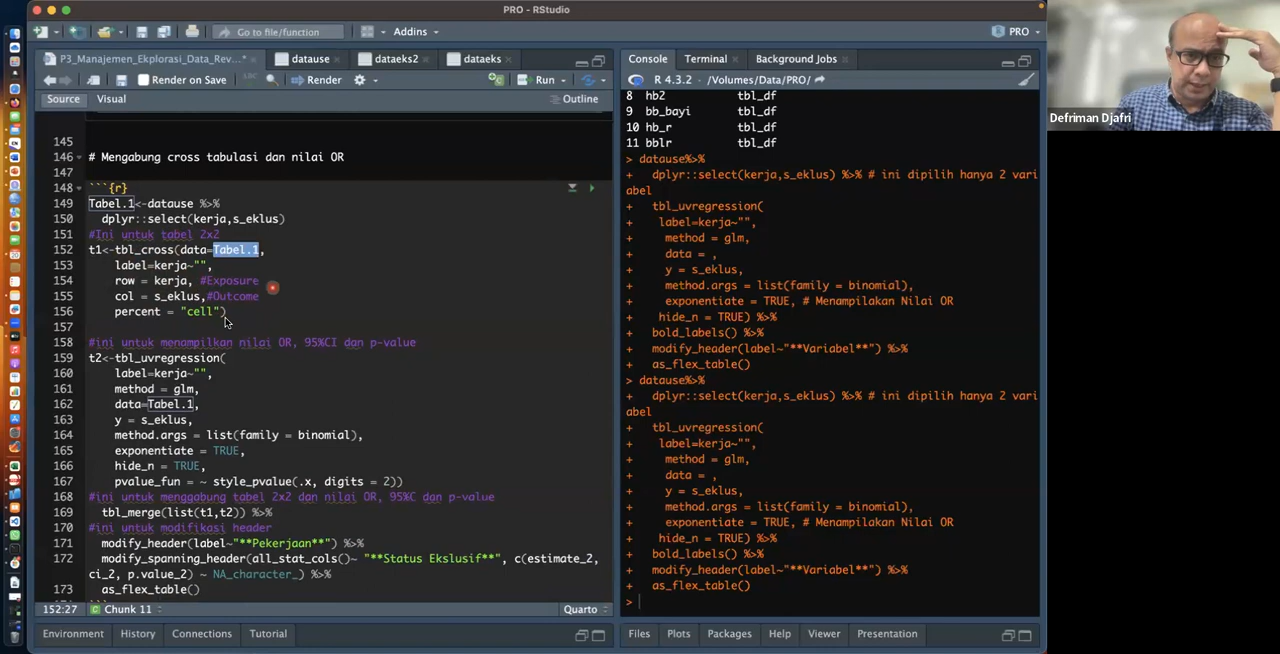 PRO - RStudio
Go to file/function
Addins
PRO
P3_Manajemen_Ekplorasi_Data_Rev...*
datause
dataeks2
dataeks
Render on Save
ABC
Render
Run
Source
Visual
Outline
145
146 # Mengabung cross tabulasi dan nilai OR
147
148 ```{r}
149 Tabel.1<-datause %>%
150 dplyr::select(kerja,s_eklus)
151 #Ini untuk tabel 2x2
152 t1<-tbl_cross(data=Tabel.1,
153 label=kerja~"",
154 row = kerja, #Exposure
155 col = s_eklus,#Outcome
156 percent = "cell")
157
158 #ini untuk menampilkan nilai OR, 95%CI dan p-value
159 t2<-tbl_uvregression(
160 label=kerja~"",
161 method = glm,
162 data=Tabel.1,
163 y = s_eklus,
164 method.args = list(family = binomial),
165 exponentiate = TRUE,
166 hide_n = TRUE,
167 pvalue_fun = ~ style_pvalue(.x, digits = 2))
168 #ini untuk menggabung tabel 2x2 dan nilai OR, 95%C dan p-value
169 tbl_merge(list(t1,t2)) %>%
170 #ini untuk modifikasi header
171 modify_header(label~"**Pekerjaan**") %>%
172 modify_spanning_header(all_stat_cols()~ "**Status Ekslusif**", c(estimate_2,
ci_2, p.value_2) ~ NA_character_) %>%
173 as_flex_table()
152:27
Chunk 11
Quarto
Environment
History
Connections
Tutorial
Console
Terminal
Background Jobs
R 4.3.2 · /Volumes/Data/PRO/
8 hb2 tbl_df
9 bb_bayi tbl_df
10 hb_r tbl_df
11 bblr tbl_df
> datause%>%
+ dplyr::select(kerja,s_eklus) %>% # ini dipilih hanya 2 vari
abel
+ tbl_uvregression(
+ label=kerja~"",
+ method = glm,
+ data = ,
+ y = s_eklus,
+ method.args = list(family = binomial),
+ exponentiate = TRUE, # Menampilakan Nilai OR
+ hide_n = TRUE) %>%
+ bold_labels() %>%
+ modify_header(label~"**Variabel**") %>%
+ as_flex_table()
> datause%>%
+ dplyr::select(kerja,s_eklus) %>% # ini dipilih hanya 2 vari
abel
+ tbl_uvregression(
+ label=kerja~"",
+ method = glm,
+ data = ,
+ y = s_eklus,
+ method.args = list(family = binomial),
+ exponentiate = TRUE, # Menampilakan Nilai OR
+ hide_n = TRUE) %>%
+ bold_labels() %>%
+ modify_header(label~"**Variabel**") %>%
+ as_flex_table()
>
Files
Plots
Packages
Help
Viewer
Presentation
Defriman Djafri